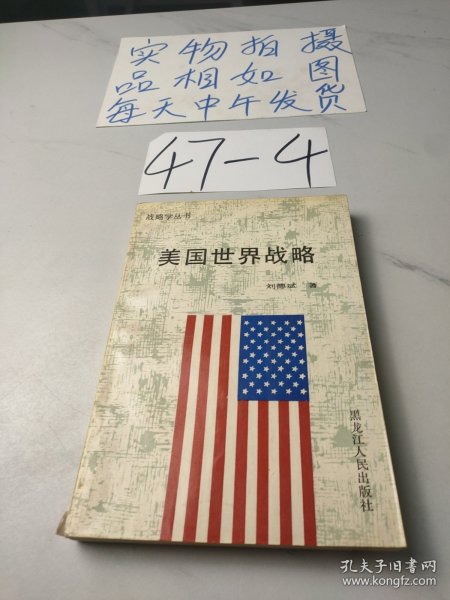 实物拍摄
品相如图
每天中午发货
47-4
战略学丛书
美国世界战略
刘德斌 著
黑龙江人民出版社
孔夫子旧书网
www.kongfz.com